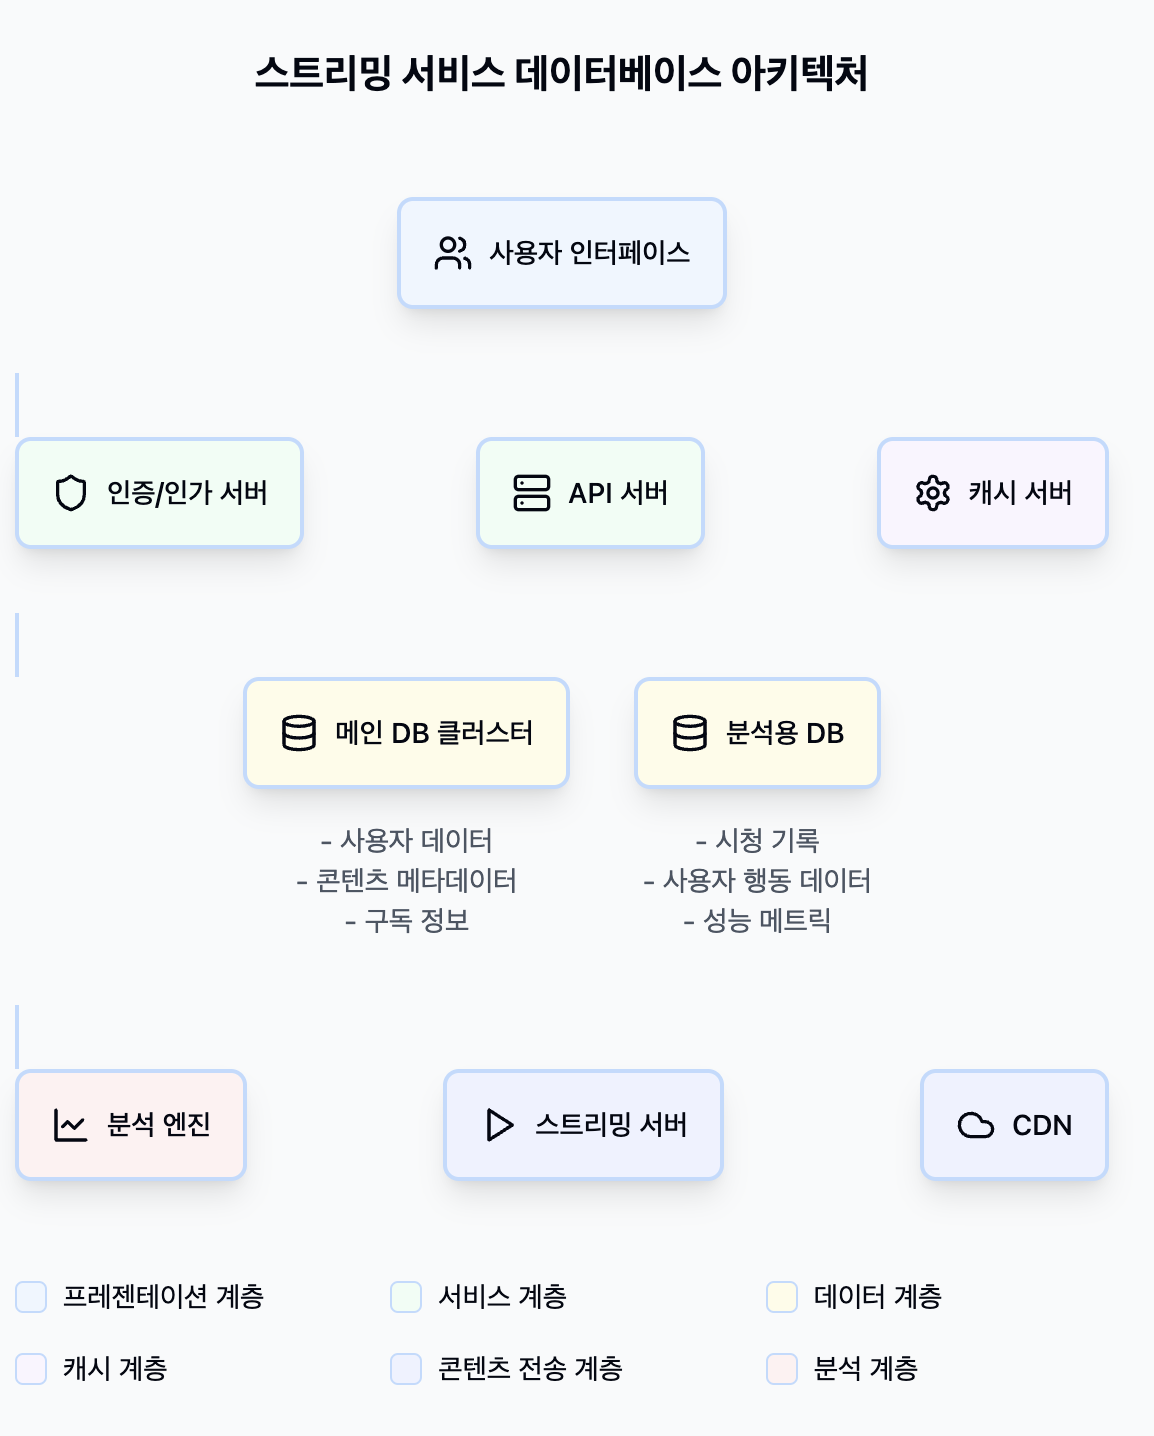 스트리밍 서비스 데이터베이스 아키텍처
사용자 인터페이스
인증/인가 서버
API 서버
캐시 서버
메인 DB 클러스터
분석용 DB
- 사용자 데이터
- 콘텐츠 메타데이터
- 구독 정보
- 시청 기록
- 사용자 행동 데이터
- 성능 메트릭
분석 엔진
스트리밍 서버
CDN
프레젠테이션 계층
서비스 계층
데이터 계층
캐시 계층
콘텐츠 전송 계층
분석 계층